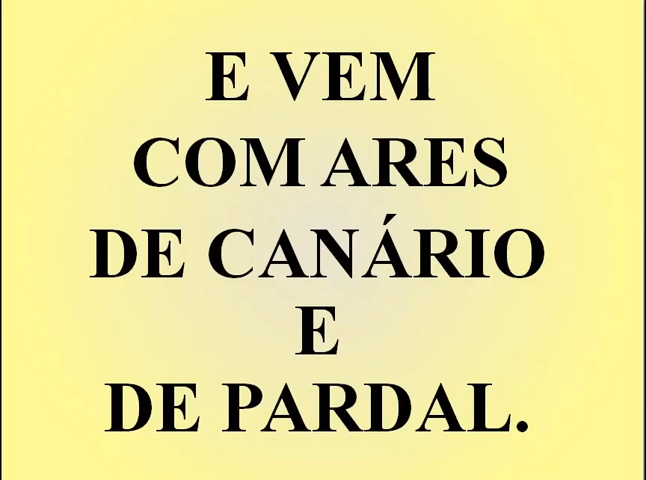 E VEM
COM ARES
DE CANÁRIO
E
DE PARDAL.